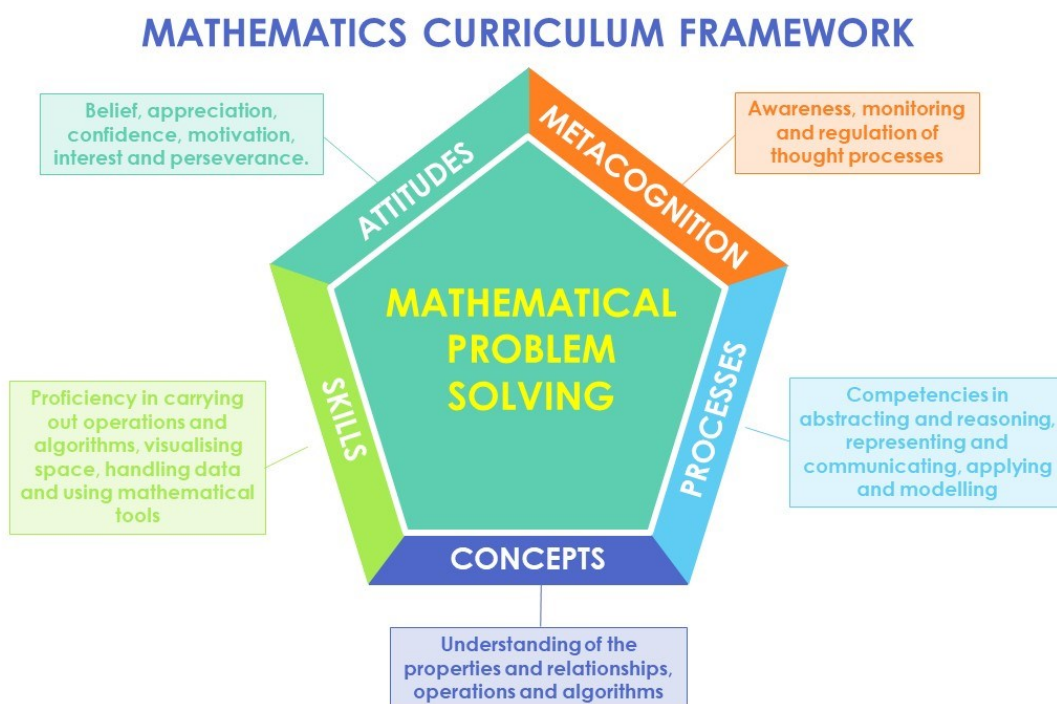 MATHEMATICS CURRICULUM FRAMEWORK
Belief, appreciation,
confidence, motivation,
interest and perseverance.
ATTITUDES
METACOGNITION
Awareness, monitoring
and regulation of
thought processes
MATHEMATICAL
PROBLEM
SOLVING
Proficiency in carrying
out operations and
algorithms, visualising
space, handling data
and using mathematical
tools
SKILLS
PROCESSES
Competencies in
abstracting and reasoning,
representing and
communicating, applying
and modelling
CONCEPTS
Understanding of the
properties and relationships,
operations and algorithms